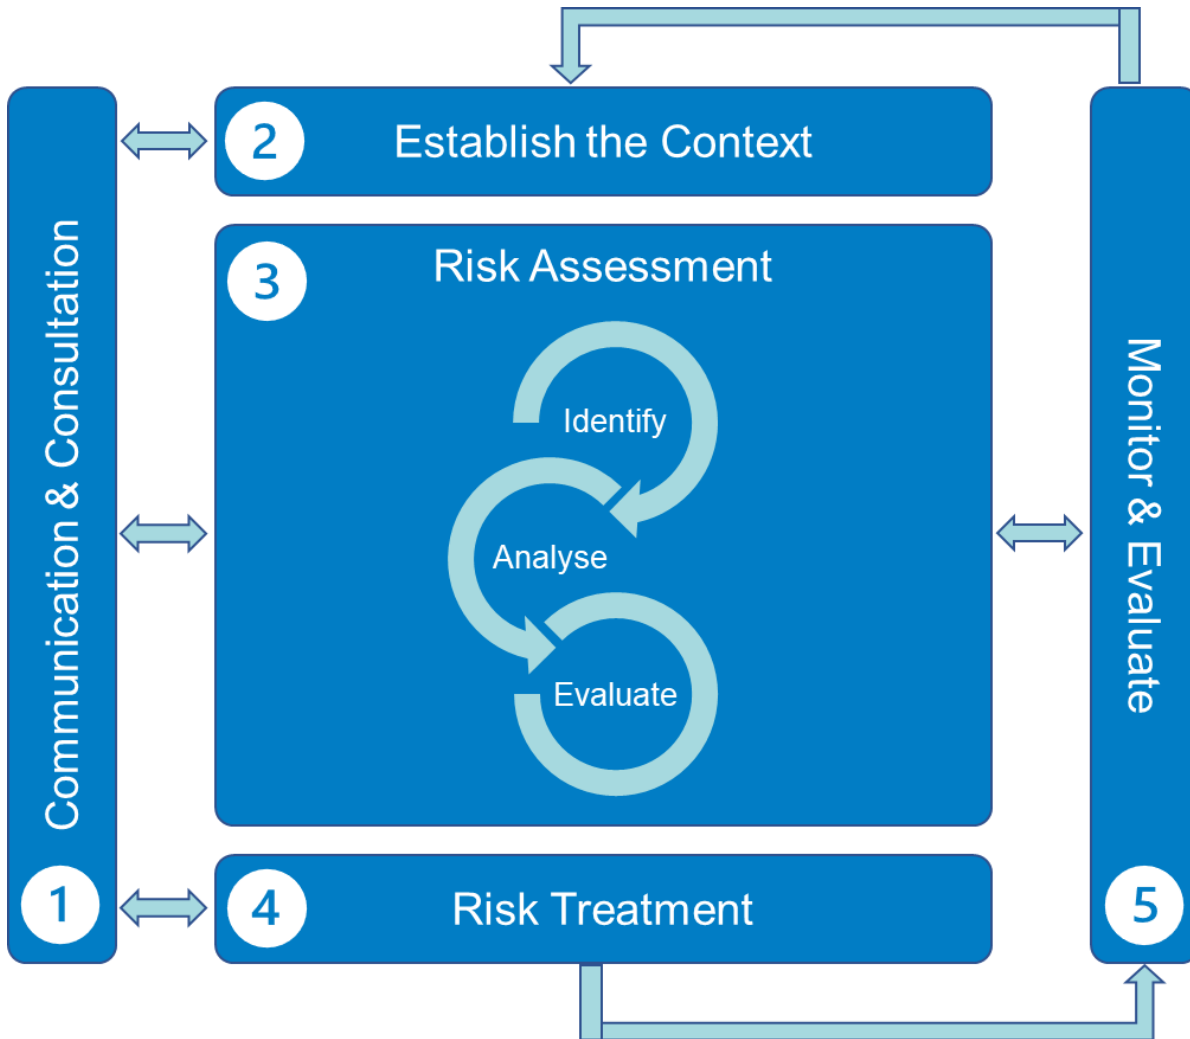 1
Communication & Consultation
2
Establish the Context
3
Risk Assessment
Identify
Analyse
Evaluate
4
Risk Treatment
5
Monitor & Evaluate